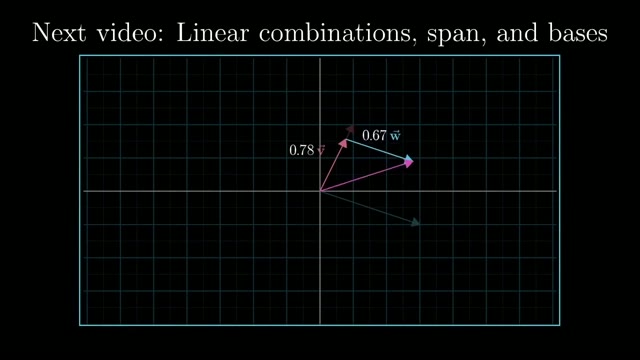 Next video: Linear combinations, span, and bases
0.67 w⃗
0.78 v⃗